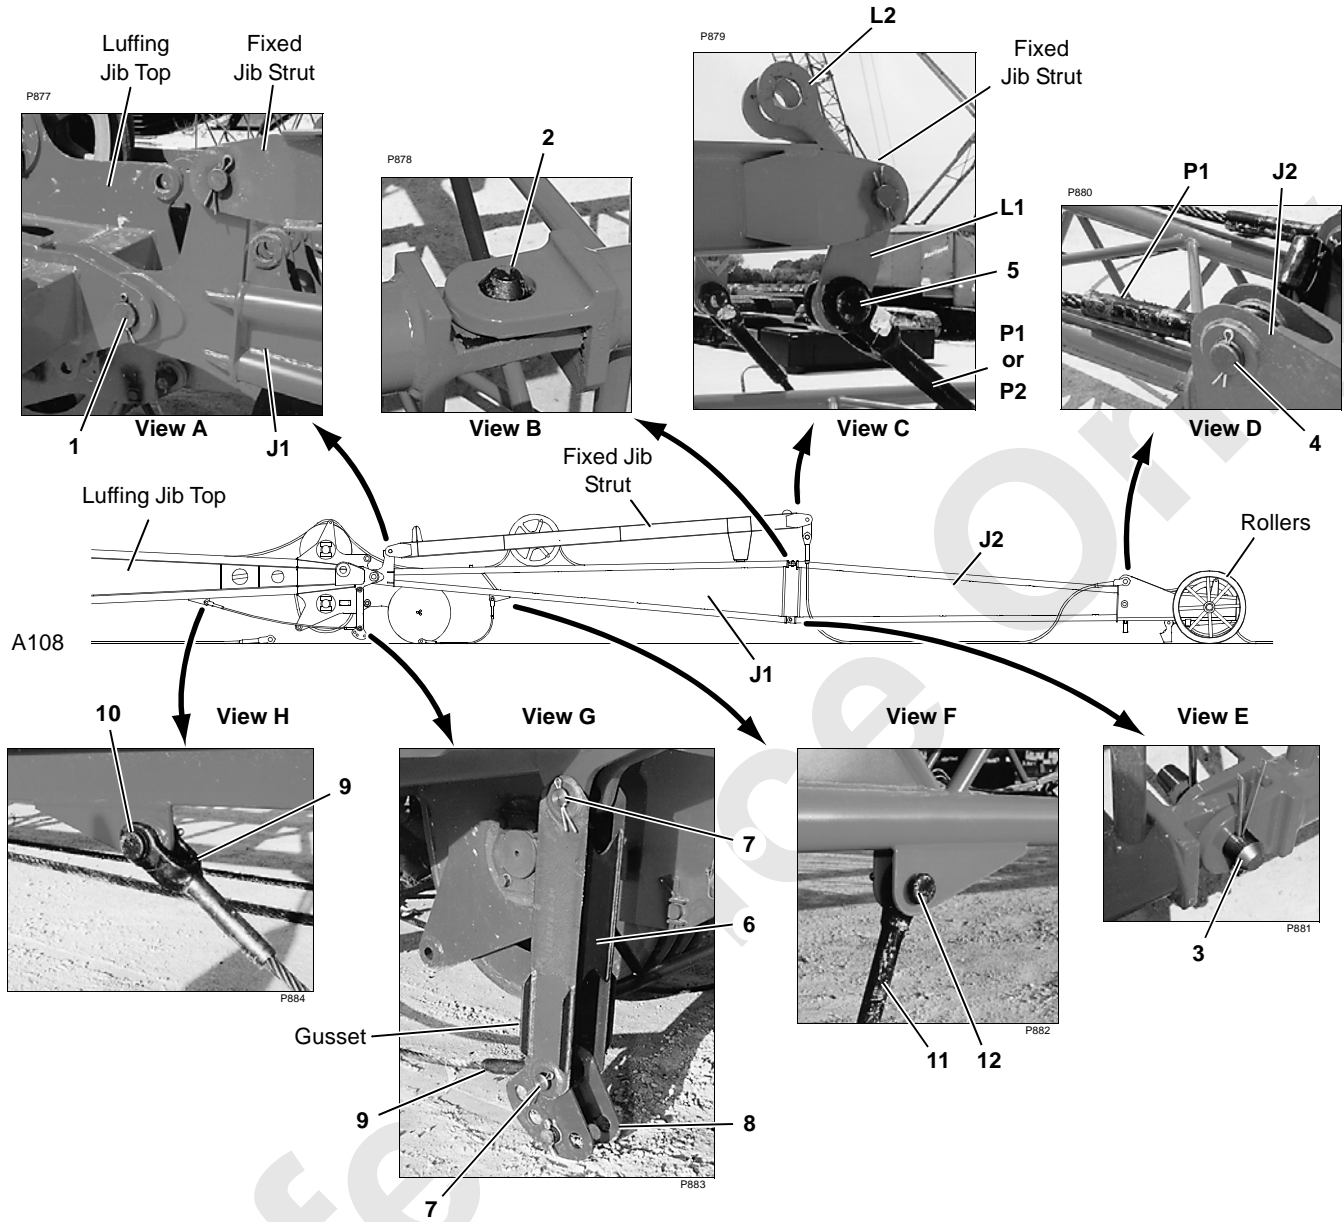 L2
P879
Luffing
Jib Top
Fixed
Jib Strut
Fixed
Jib Strut
P877
2
P878
P1
J2
P880
L1
5
P1
or
P2
1
View A
J1
View B
View C
View D
4
Fixed Jib
Strut
Luffing Jib Top
J2
Rollers
A108
J1
10
View H
View G
View F
View E
9
7
6
3
P881
P884
Gusset
P882
11
12
9
8
P883
7